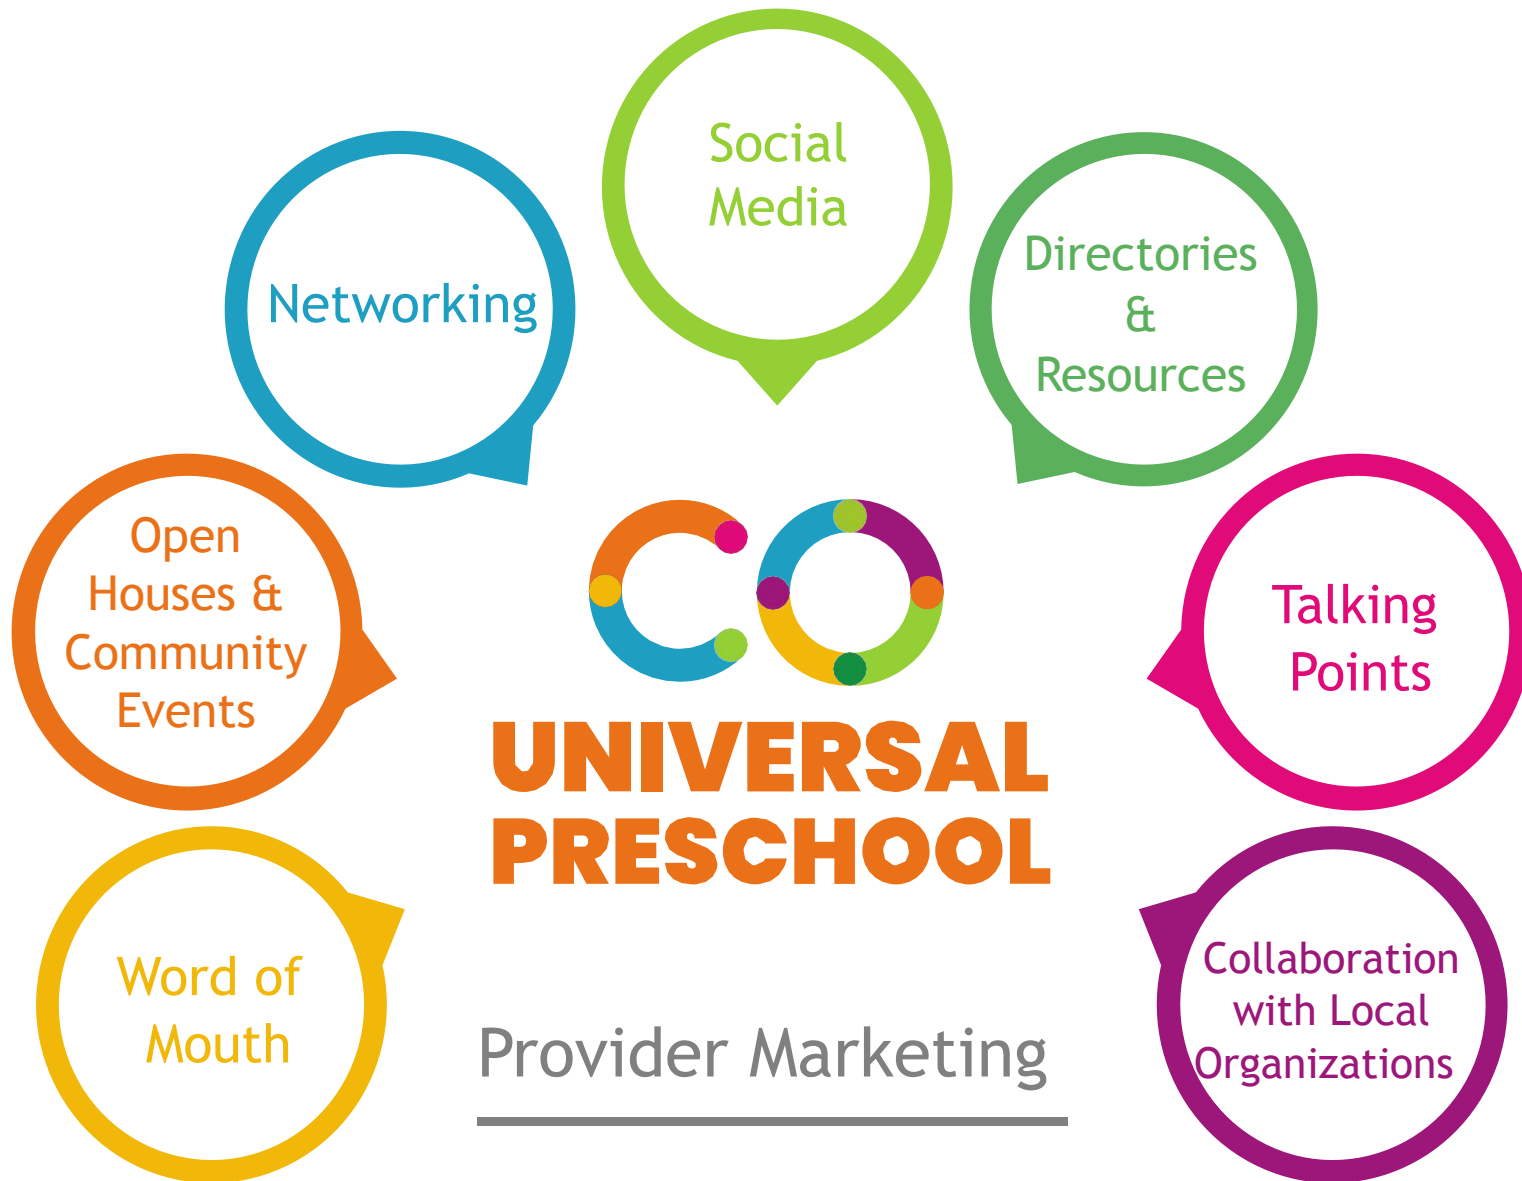 Social
Media
Networking
Directories
&
Resources
Open
Houses &
Community
Events
Talking
Points
CO
UNIVERSAL
PRESCHOOL
Word of
Mouth
Collaboration
with Local
Organizations
Provider Marketing